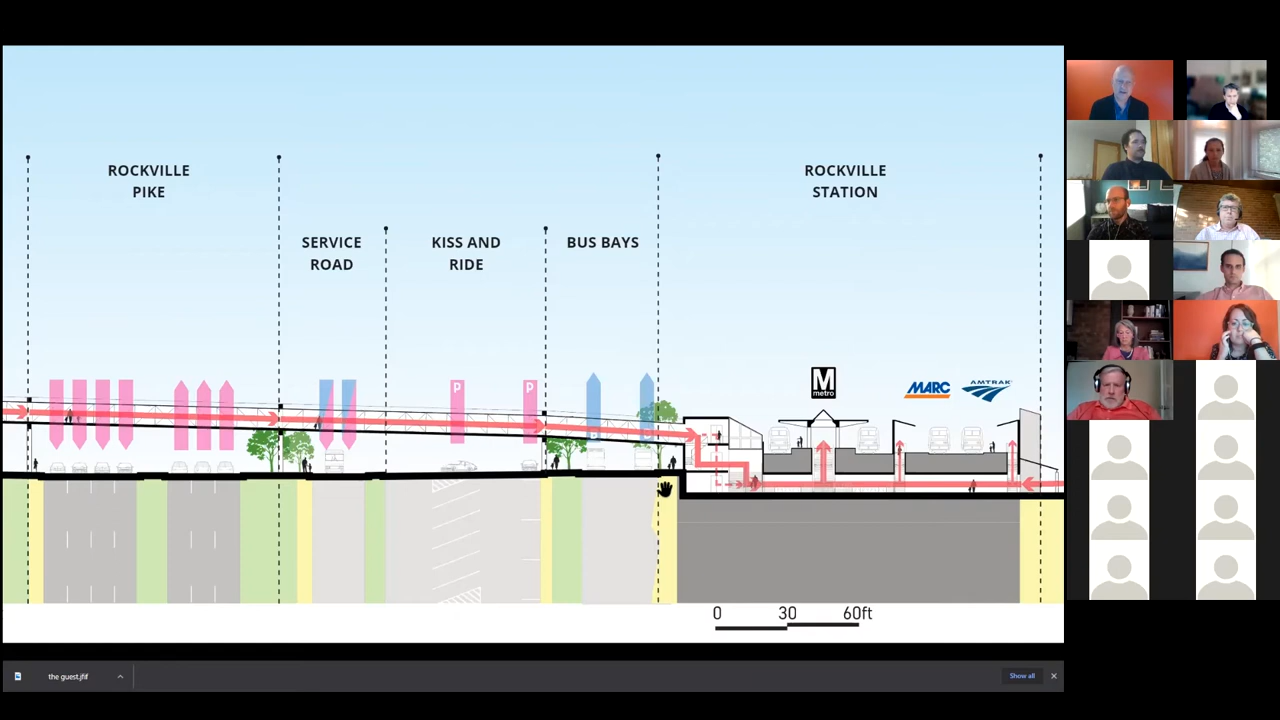 ROCKVILLE
PIKE
ROCKVILLE
STATION
SERVICE
ROAD
KISS AND
RIDE
BUS BAYS
P
P
M
metro
MARC
AMTRAK
0 30 60ft
the guest.jfif
Show all